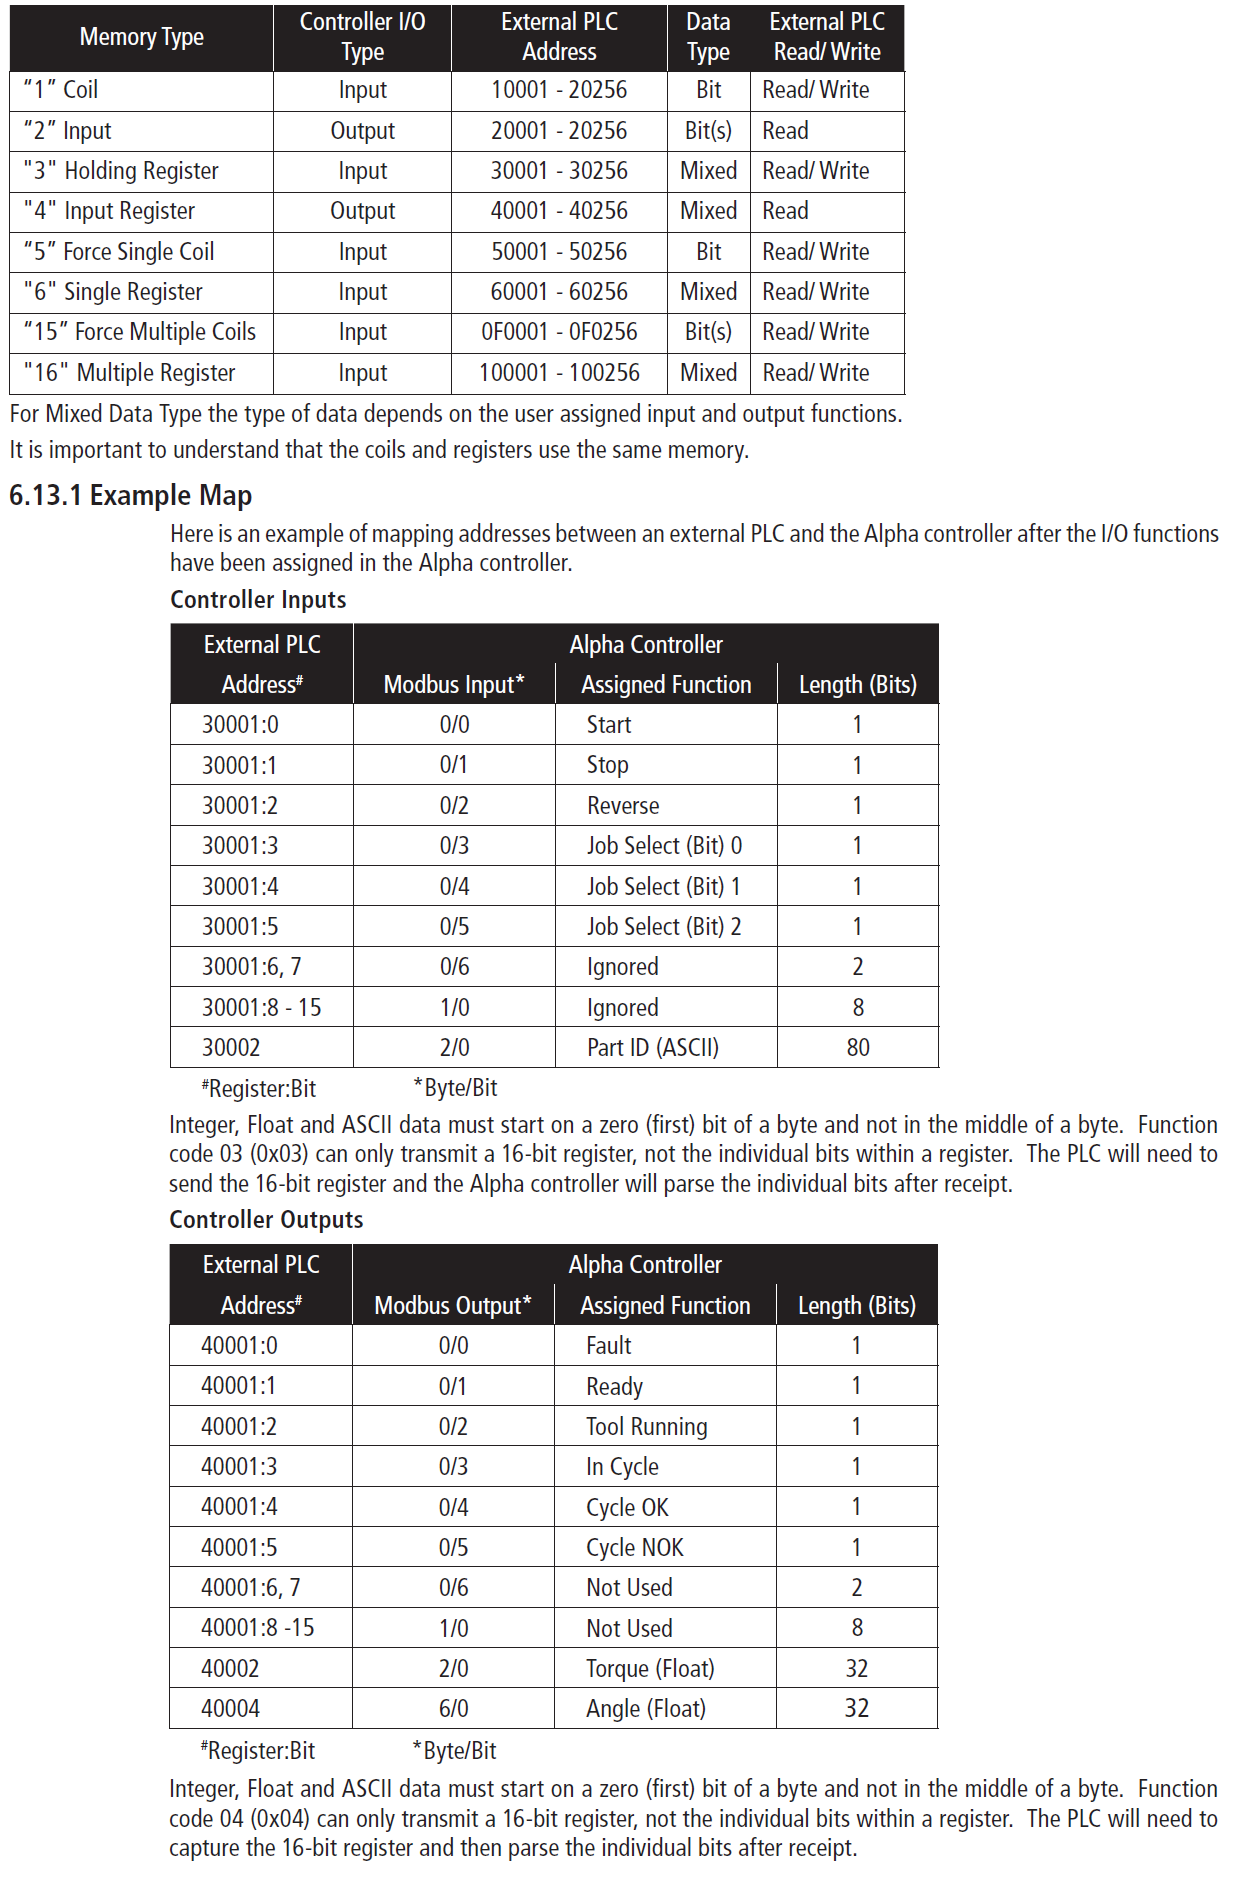 Memory Type | Controller I/O Type | External PLC Address | Data Type | External PLC Read/ Write
“1” Coil | Input | 10001 - 20256 | Bit | Read/ Write
“2” Input | Output | 20001 - 20256 | Bit(s) | Read
"3" Holding Register | Input | 30001 - 30256 | Mixed | Read/ Write
"4" Input Register | Output | 40001 - 40256 | Mixed | Read
“5” Force Single Coil | Input | 50001 - 50256 | Bit | Read/ Write
"6" Single Register | Input | 60001 - 60256 | Mixed | Read/ Write
“15” Force Multiple Coils | Input | 0F0001 - 0F0256 | Bit(s) | Read/ Write
"16" Multiple Register | Input | 100001 - 100256 | Mixed | Read/ Write
For Mixed Data Type the type of data depends on the user assigned input and output functions.
It is important to understand that the coils and registers use the same memory.
6.13.1 Example Map
Here is an example of mapping addresses between an external PLC and the Alpha controller after the I/O functions
have been assigned in the Alpha controller.
Controller Inputs
External PLC | Alpha Controller
Address# | Modbus Input* | Assigned Function | Length (Bits)
30001:0 | 0/0 | Start | 1
30001:1 | 0/1 | Stop | 1
30001:2 | 0/2 | Reverse | 1
30001:3 | 0/3 | Job Select (Bit) 0 | 1
30001:4 | 0/4 | Job Select (Bit) 1 | 1
30001:5 | 0/5 | Job Select (Bit) 2 | 1
30001:6, 7 | 0/6 | Ignored | 2
30001:8 - 15 | 1/0 | Ignored | 8
30002 | 2/0 | Part ID (ASCII) | 80
#Register:Bit *Byte/Bit
Integer, Float and ASCII data must start on a zero (first) bit of a byte and not in the middle of a byte. Function
code 03 (0x03) can only transmit a 16-bit register, not the individual bits within a register. The PLC will need to
send the 16-bit register and the Alpha controller will parse the individual bits after receipt.
Controller Outputs
External PLC | Alpha Controller
Address# | Modbus Output* | Assigned Function | Length (Bits)
40001:0 | 0/0 | Fault | 1
40001:1 | 0/1 | Ready | 1
40001:2 | 0/2 | Tool Running | 1
40001:3 | 0/3 | In Cycle | 1
40001:4 | 0/4 | Cycle OK | 1
40001:5 | 0/5 | Cycle NOK | 1
40001:6, 7 | 0/6 | Not Used | 2
40001:8 -15 | 1/0 | Not Used | 8
40002 | 2/0 | Torque (Float) | 32
40004 | 6/0 | Angle (Float) | 32
#Register:Bit *Byte/Bit
Integer, Float and ASCII data must start on a zero (first) bit of a byte and not in the middle of a byte. Function
code 04 (0x04) can only transmit a 16-bit register, not the individual bits within a register. The PLC will need to
capture the 16-bit register and then parse the individual bits after receipt.